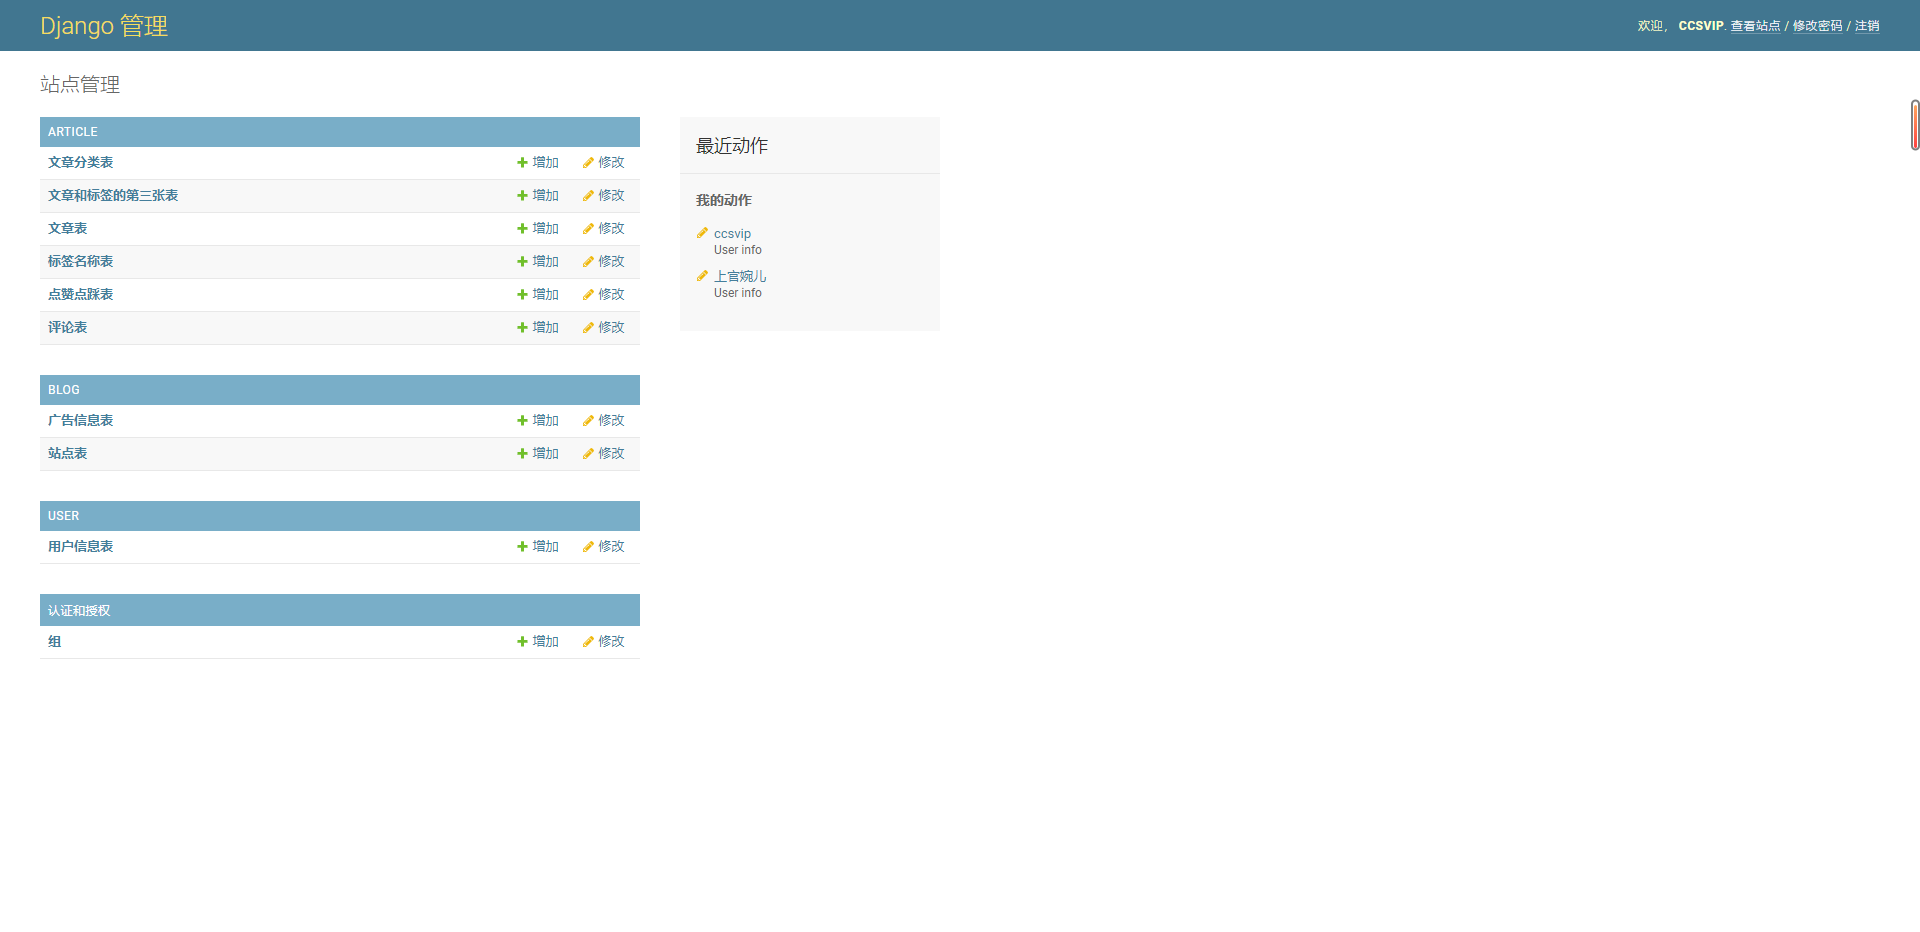 Django 管理
欢迎， CCSVIP. 查看站点 / 修改密码 / 注销
站点管理
ARTICLE
文章分类表 增加 修改
文章和标签的第三张表 增加 修改
文章表 增加 修改
标签名称表 增加 修改
点赞点踩表 增加 修改
评论表 增加 修改
BLOG
广告信息表 增加 修改
站点表 增加 修改
USER
用户信息表 增加 修改
认证和授权
组 增加 修改
最近动作
我的动作
ccsvip
User info
上官婉儿
User info